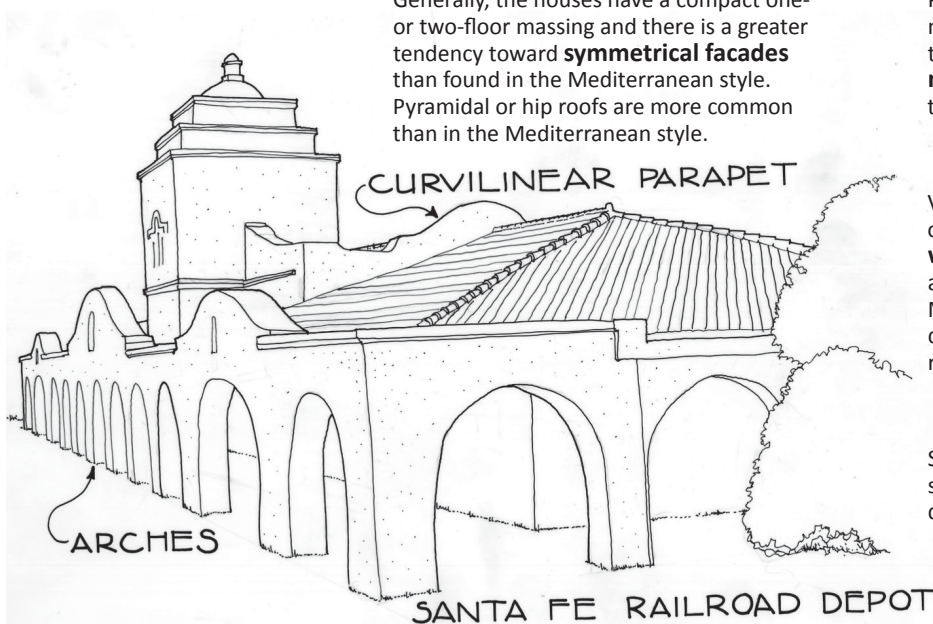 Generally, the houses have a compact one-
or two-floor massing and there is a greater
tendency toward symmetrical facades
than found in the Mediterranean style.
Pyramidal or hip roofs are more common
than in the Mediterranean style.
CURVILINEAR PARAPET
ARCHES
SANTA FE RAILROAD DEPOT